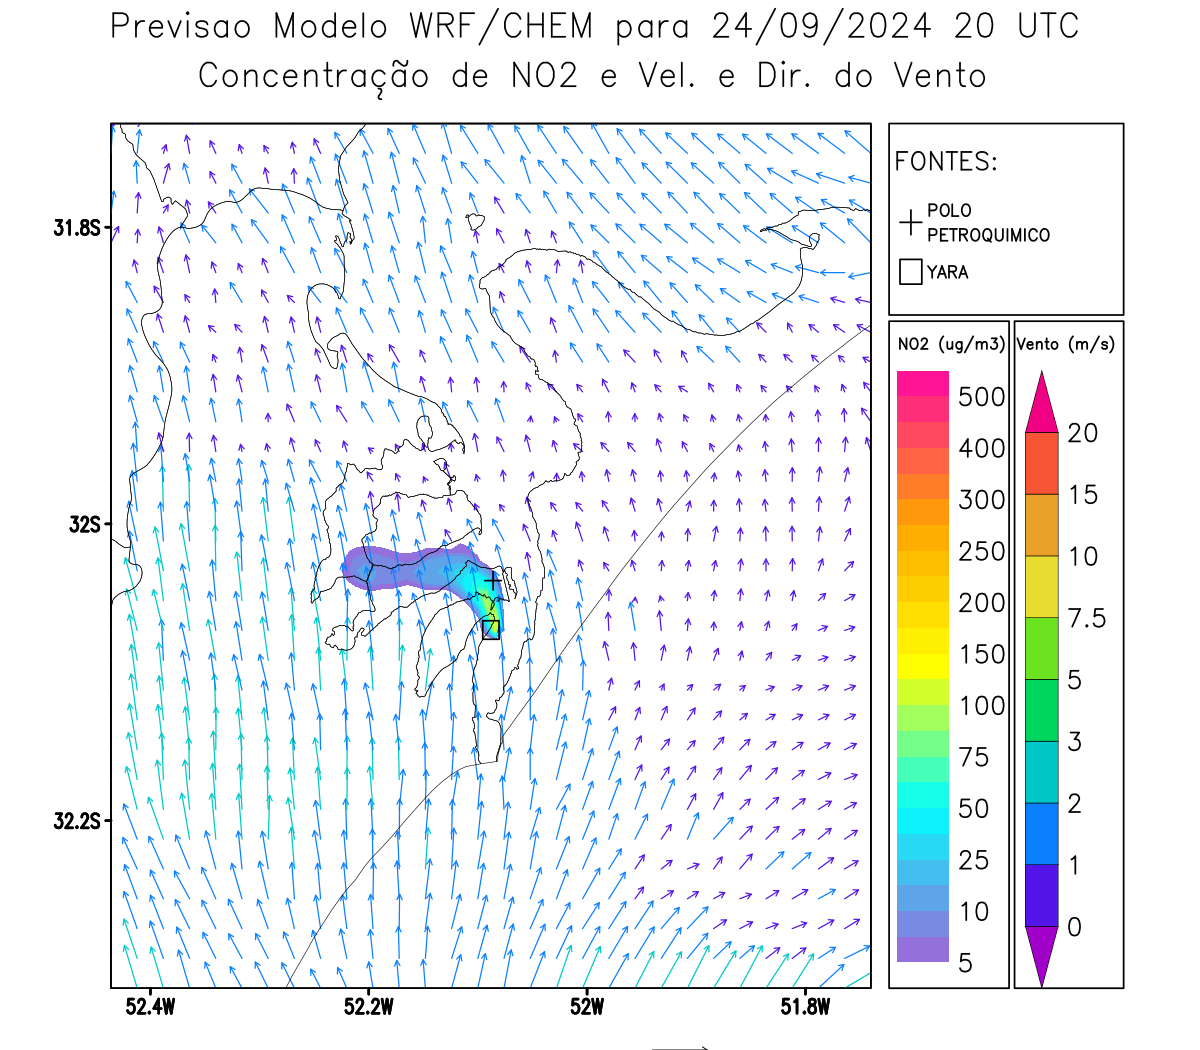 Previsao Modelo WRF/CHEM para 24/09/2024 20 UTC
Concentração de NO2 e Vel. e Dir. do Vento
FONTES:
POLO
PETROQUIMICO
YARA
31.8S
32S
32.2S
52.4W
52.2W
52W
51.8W
NO2 (ug/m3)
500
400
300
250
200
150
100
75
50
25
10
5
Vento (m/s)
20
15
10
7.5
5
3
2
1
0